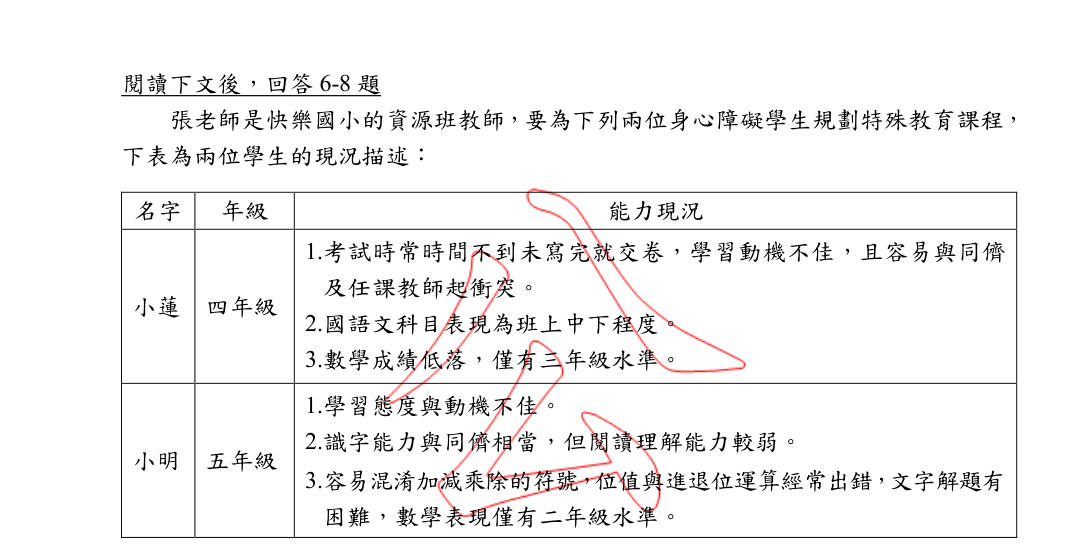 閱讀下文後，回答 6-8 題
張老師是快樂國小的資源班教師，要為下列兩位身心障礙學生規劃特殊教育課程，
下表為兩位學生的現況描述：
名字 年級 能力現況
小蓮 四年級
1.考試時常時間不到未寫完就交卷，學習動機不佳，且容易與同儕
及任課教師起衝突。
2.國語文科目表現為班上中下程度。
3.數學成績低落，僅有三年級水準。
小明 五年級
1.學習態度與動機不佳。
2.識字能力與同儕相當，但閱讀理解能力較弱。
3.容易混淆加減乘除的符號，位值與進退位運算經常出錯，文字解題有
困難，數學表現僅有二年級水準。